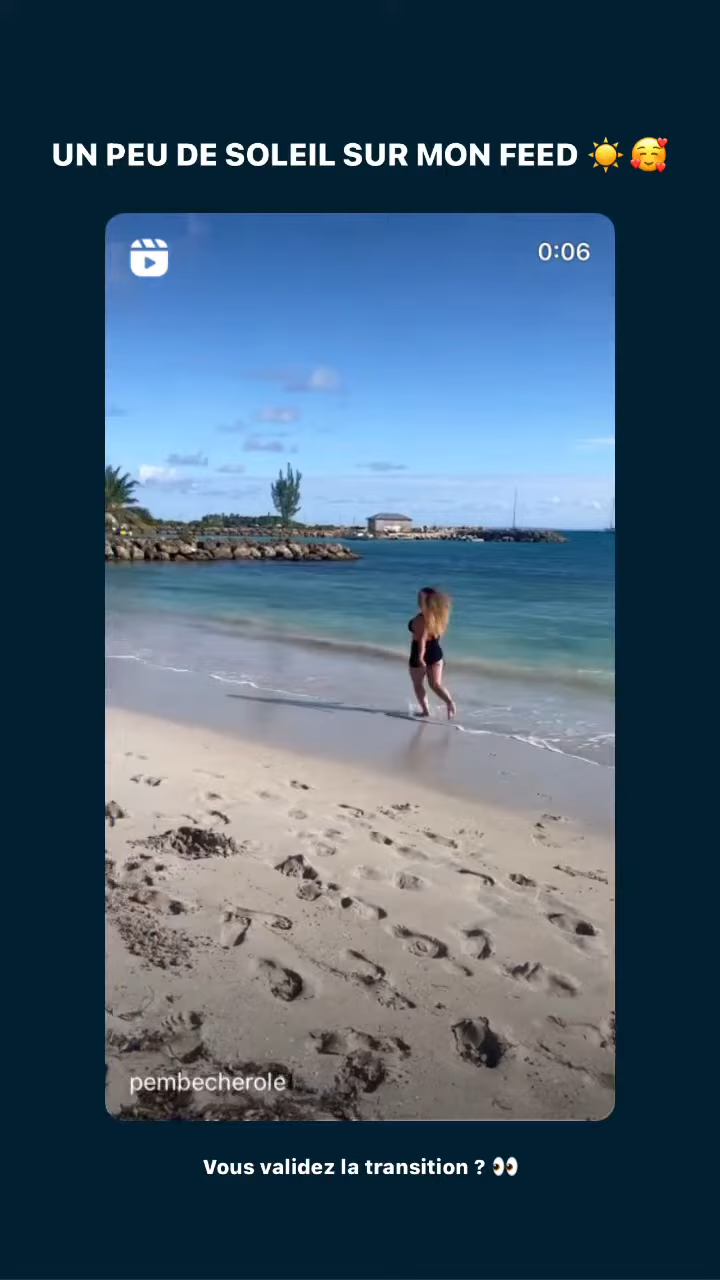 UN PEU DE SOLEIL SUR MON FEED ☀️🥰
0:06
pembecherole
Vous validez la transition ? 👀